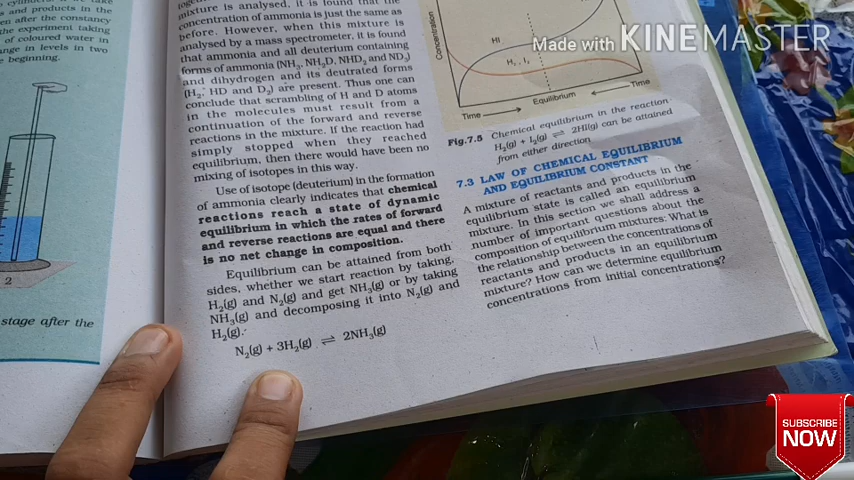 and products in the
en after the constancy
the experiment taking
of coloured water in
nge in levels in two
beginning.
2
stage after the
mixture is analysed, it is found that the
concentration of ammonia is just the same as
before. However, when this mixture is
analysed by a mass spectrometer, it is found
that ammonia and all deuterium containing
forms of ammonia (NH₃, NH₂D, NHD₂ and ND₃)
and dihydrogen and its deutrated forms
(H₂, HD and D₂) are present. Thus one can
conclude that scrambling of H and D atoms
in the molecules must result from a
continuation of the forward and reverse
reactions in the mixture. If the reaction had
simply stopped when they reached
equilibrium, then there would have been no
mixing of isotopes in this way.
Use of isotope (deuterium) in the formation
of ammonia clearly indicates that chemical
reactions reach a state of dynamic
equilibrium in which the rates of forward
and reverse reactions are equal and there
is no net change in composition.
Equilibrium can be attained from both
sides, whether we start reaction by taking,
H₂(g) and N₂(g) and get NH₃(g) or by taking
NH₃(g) and decomposing it into N₂(g) and
H₂(g).
N₂(g) + 3H₂(g) ⇌ 2NH₃(g)
Concentration
HI
H₂, I₂
Time
Equilibrium
Time
Fig.7.5 Chemical equilibrium in the reaction
H₂(g) + I₂(g) ⇌ 2HI(g) can be attained
from either direction
7.3 LAW OF CHEMICAL EQUILIBRIUM
AND EQUILIBRIUM CONSTANT
A mixture of reactants and products in the
equilibrium state is called an equilibrium
mixture. In this section we shall address a
number of important questions about the
composition of equilibrium mixtures: What is
the relationship between the concentrations of
reactants and products in an equilibrium
mixture? How can we determine equilibrium
concentrations from initial concentrations?
Made with KINEMASTER
SUBSCRIBE
NOW